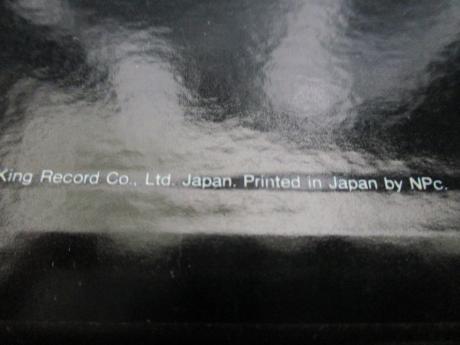 King Record Co., Ltd. Japan. Printed in Japan by NPc.